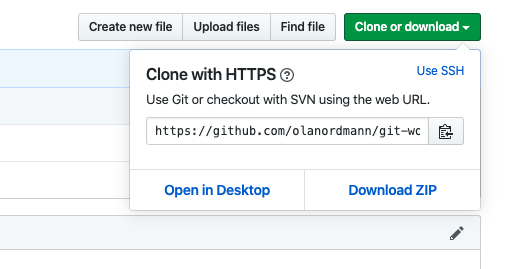 Create new file Upload files Find file Clone or download
Clone with HTTPS Use SSH
Use Git or checkout with SVN using the web URL.
https://github.com/olanordmann/git-wo
Open in Desktop Download ZIP